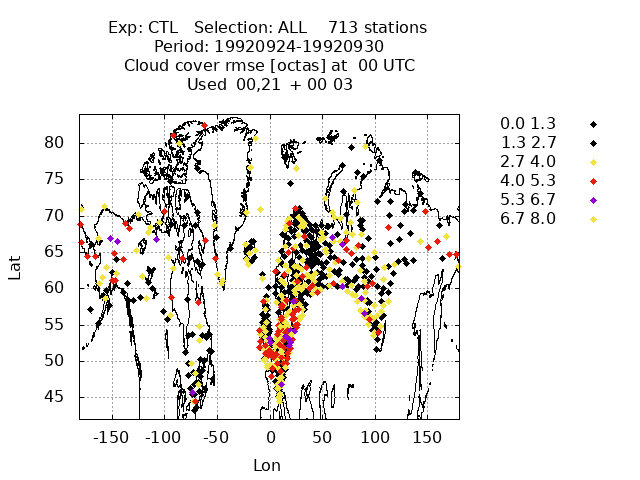 Exp: CTL   Selection: ALL    713 stations
Period: 19920924-19920930
Cloud cover rmse [octas] at  00 UTC
Used  00,21  + 00 03
80
75
70
65
60
55
50
45
Lat
-150 -100 -50 0 50 100 150
Lon
0.0 1.3
1.3 2.7
2.7 4.0
4.0 5.3
5.3 6.7
6.7 8.0